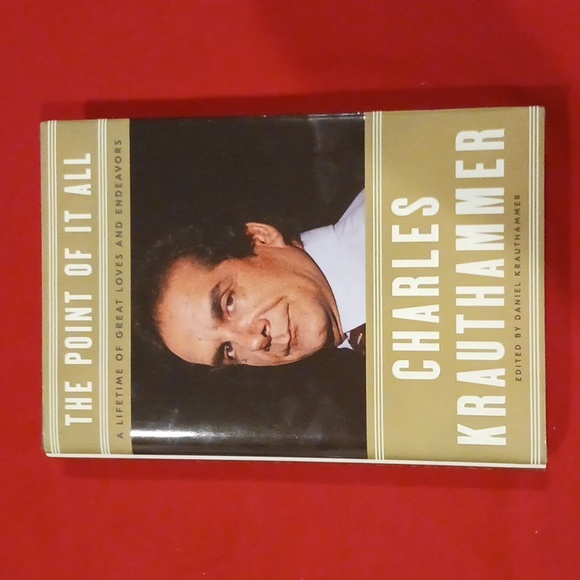 THE POINT OF IT ALL
A LIFETIME OF GREAT LOVES AND ENDEAVORS
CHARLES
KRAUTHAMMER
EDITED BY DANIEL KRAUTHAMMER